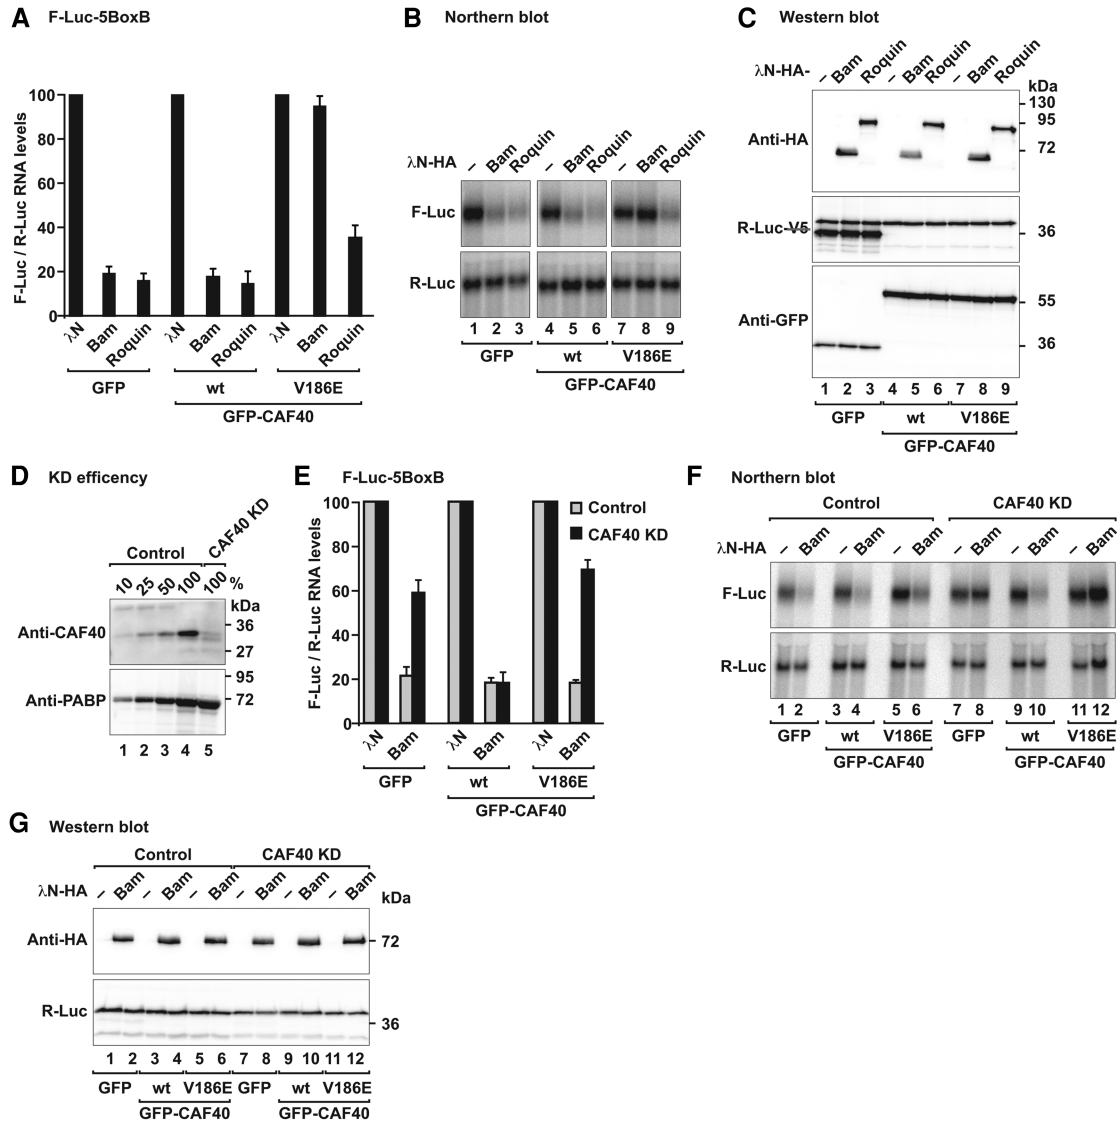 A F-Luc-5BoxB
F-Luc / R-Luc RNA levels
100
80
60
40
20
0
λN Bam Roquin λN Bam Roquin λN Bam Roquin
GFP wt V186E
GFP-CAF40
B Northern blot
λN-HA – Bam Roquin – Bam Roquin – Bam Roquin
F-Luc
R-Luc
1 2 3 4 5 6 7 8 9
GFP wt V186E
GFP-CAF40
C Western blot
λN-HA- – Bam Roquin – Bam Roquin – Bam Roquin
kDa
130
95
Anti-HA
72
R-Luc-V5
36
Anti-GFP
55
36
1 2 3 4 5 6 7 8 9
GFP wt V186E
GFP-CAF40
D KD efficency
Control CAF40 KD
10 25 50 100 100 %
kDa
Anti-CAF40
36
27
Anti-PABP
95
72
1 2 3 4 5
E F-Luc-5BoxB
F-Luc / R-Luc RNA levels
100
80
60
40
20
0
Control
CAF40 KD
λN Bam λN Bam λN Bam
GFP wt V186E
GFP-CAF40
F Northern blot
Control CAF40 KD
λN-HA – Bam – Bam – Bam – Bam – Bam – Bam
F-Luc
R-Luc
1 2 3 4 5 6 7 8 9 10 11 12
GFP wt V186E GFP wt V186E
GFP-CAF40 GFP-CAF40
G Western blot
Control CAF40 KD
λN-HA – Bam – Bam – Bam – Bam – Bam – Bam
kDa
Anti-HA
72
R-Luc
36
1 2 3 4 5 6 7 8 9 10 11 12
GFP wt V186E GFP wt V186E
GFP-CAF40 GFP-CAF40